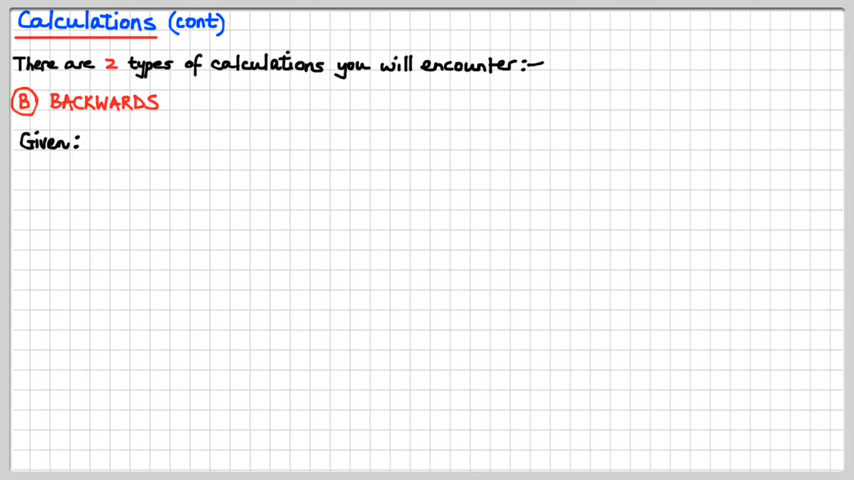 Calculations (cont)
There are 2 types of calculations you will encounter:-
B BACKWARDS
Given: